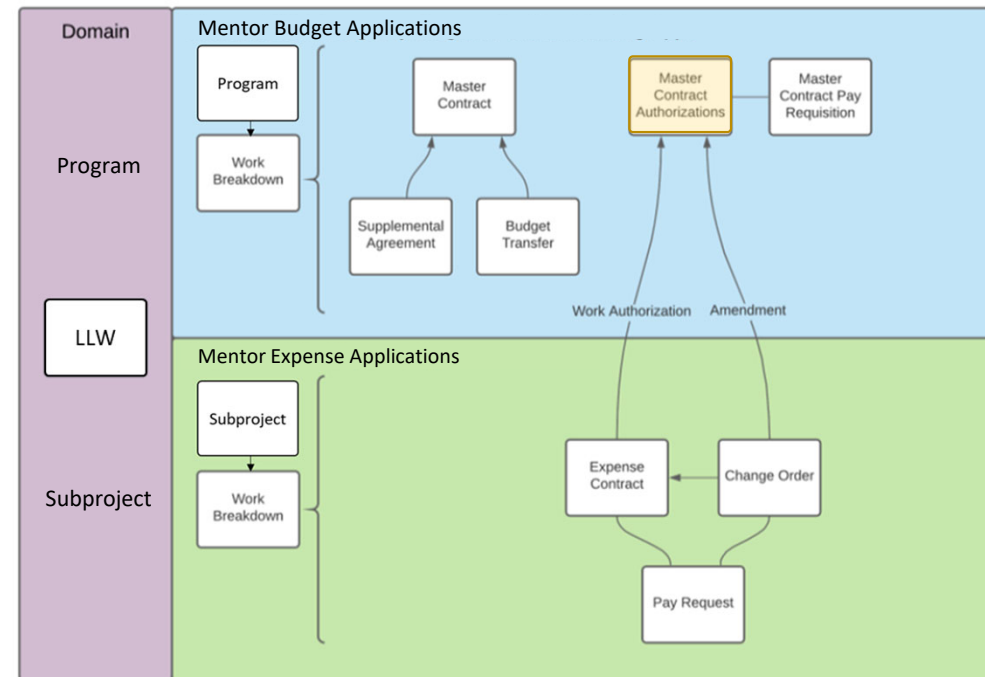 Domain
Program
LLW
Subproject
Mentor Budget Applications
Program
Work
Breakdown
Master
Contract
Supplemental
Agreement
Budget
Transfer
Master
Contract
Authorizations
Master
Contract Pay
Requisition
Work Authorization
Amendment
Mentor Expense Applications
Subproject
Work
Breakdown
Expense
Contract
Change Order
Pay Request